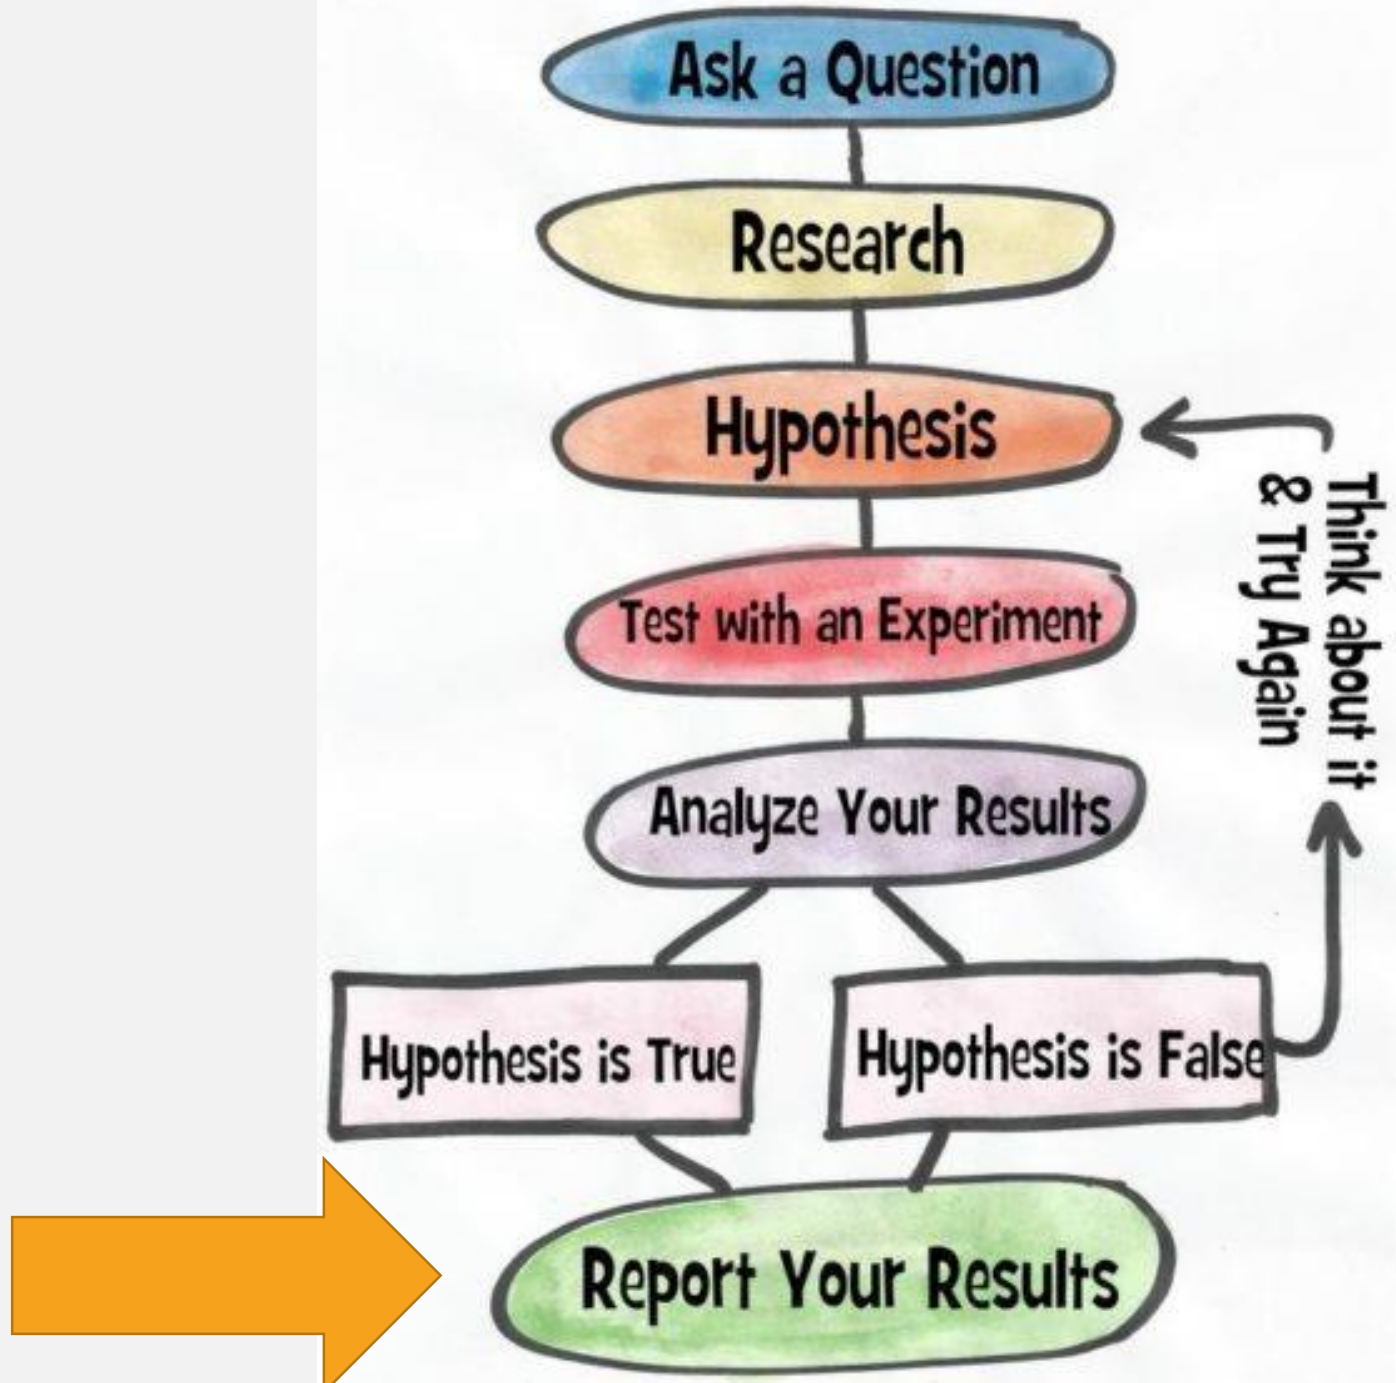 Ask a Question
Research
Hypothesis
Test with an Experiment
Analyze Your Results
Hypothesis is True
Hypothesis is False
Think about it
& Try Again
Report Your Results